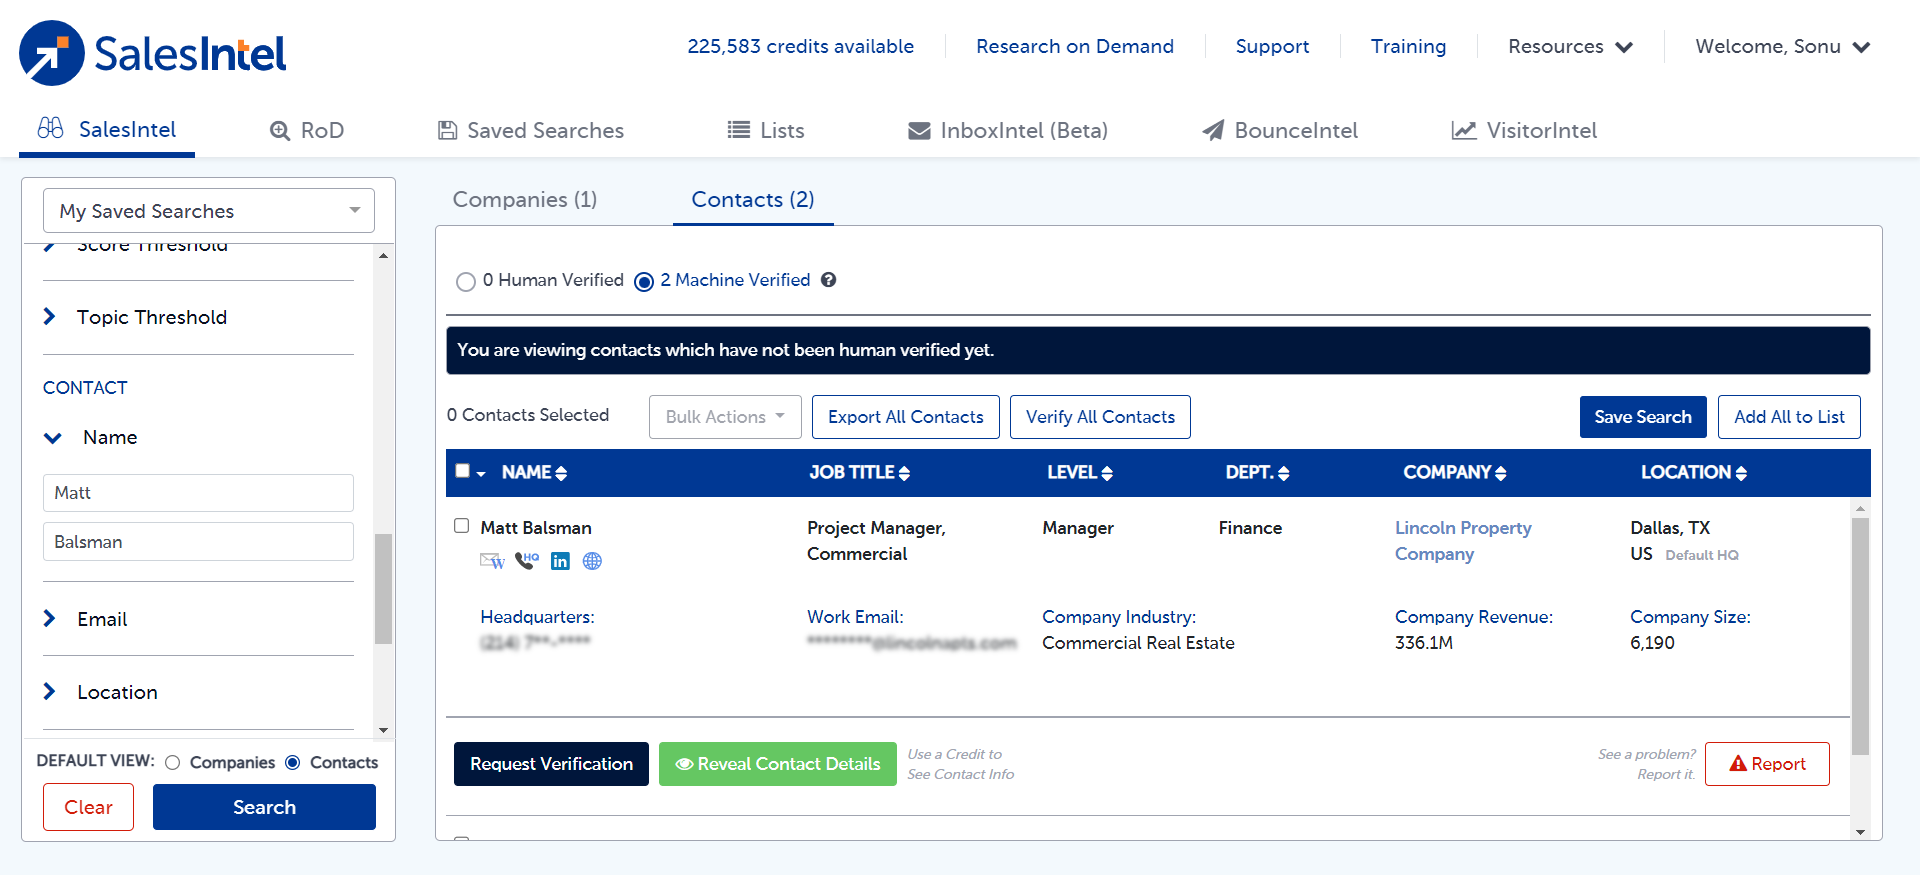 SalesIntel
225,583 credits available
Research on Demand
Support
Training
Resources
Welcome, Sonu
SalesIntel
RoD
Saved Searches
Lists
InboxIntel (Beta)
BounceIntel
VisitorIntel
My Saved Searches
Score Threshold
Topic Threshold
CONTACT
Name
Matt
Balsman
Email
Location
DEFAULT VIEW: Companies Contacts
Clear
Search
Companies (1)
Contacts (2)
0 Human Verified
2 Machine Verified
You are viewing contacts which have not been human verified yet.
0 Contacts Selected
Bulk Actions
Export All Contacts
Verify All Contacts
Save Search
Add All to List
NAME JOB TITLE LEVEL DEPT. COMPANY LOCATION
Matt Balsman
Project Manager,
Commercial
Manager
Finance
Lincoln Property
Company
Dallas, TX
US Default HQ
W HQ in
Headquarters:
(214) 7**-****
Work Email:
********@lincolnapts.com
Company Industry:
Commercial Real Estate
Company Revenue:
336.1M
Company Size:
6,190
Request Verification
Reveal Contact Details
Use a Credit to
See Contact Info
See a problem?
Report it.
Report